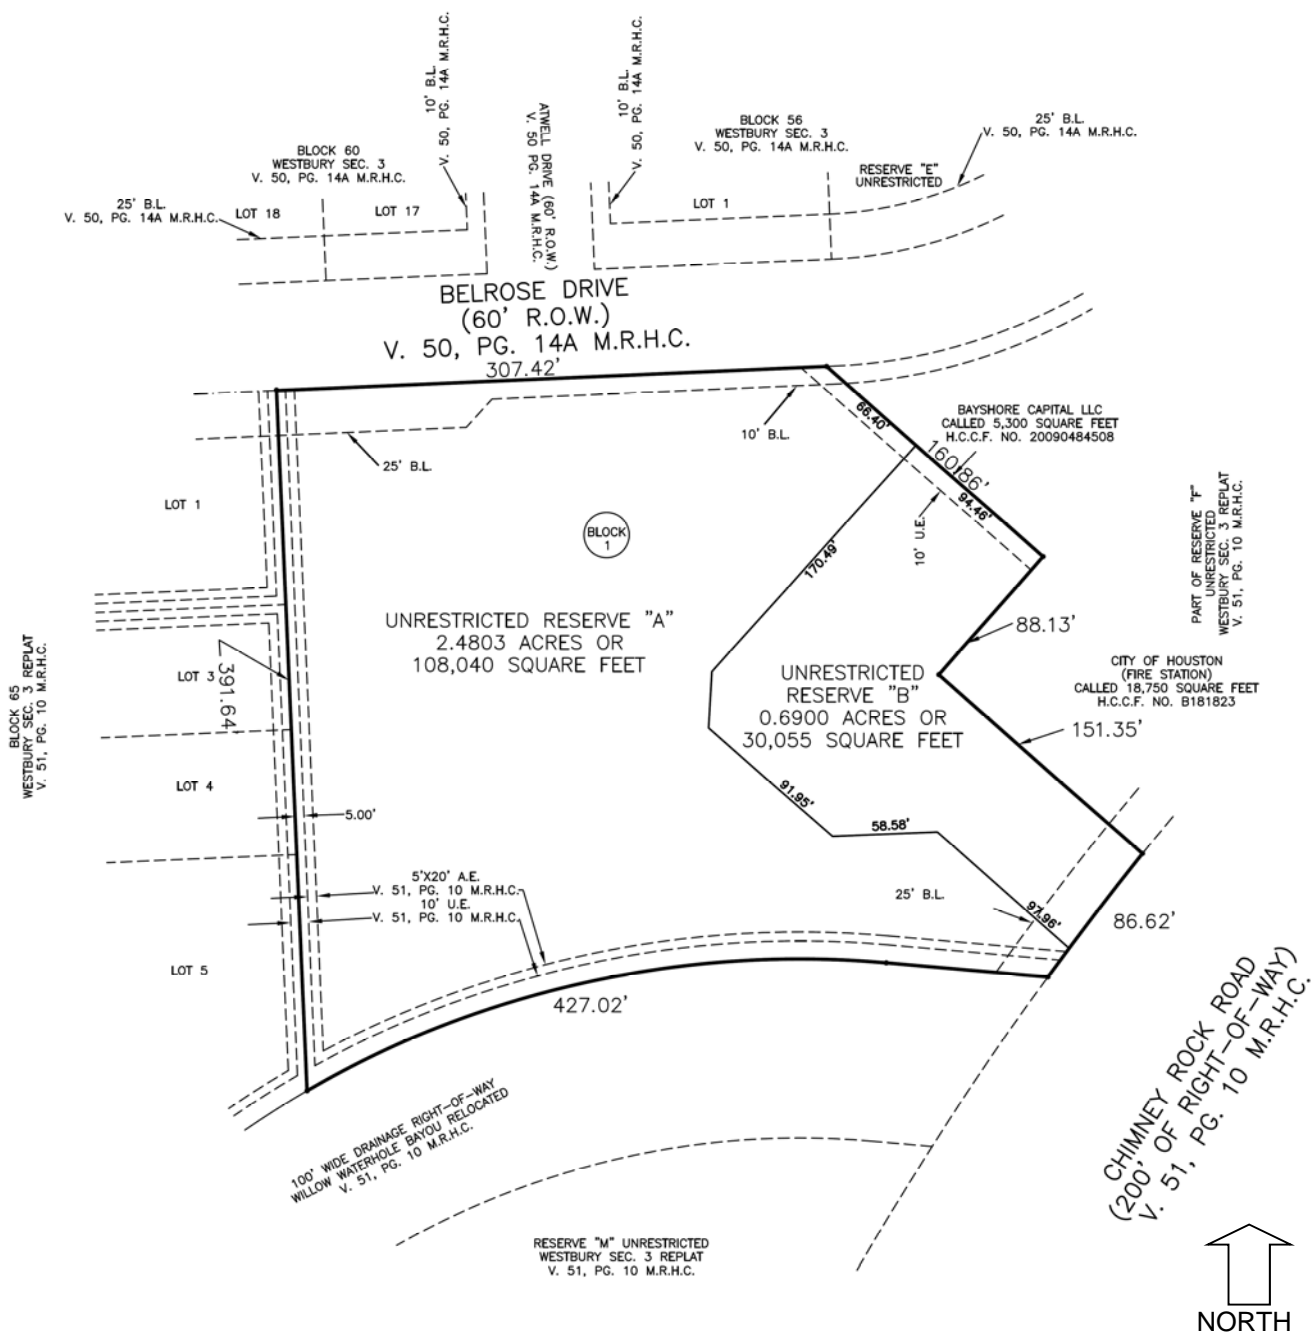 10' B.L.
V. 50, PG. 14A M.R.H.C.
ATWELL DRIVE (60' R.O.W.)
V. 50 PG. 14A M.R.H.C.
10' B.L.
V. 50, PG. 14A M.R.H.C.
BLOCK 56
WESTBURY SEC. 3
V. 50, PG. 14A M.R.H.C.
25' B.L.
V. 50, PG. 14A M.R.H.C.
BLOCK 60
WESTBURY SEC. 3
V. 50, PG. 14A M.R.H.C.
RESERVE "E"
UNRESTRICTED
25' B.L.
V. 50, PG. 14A M.R.H.C.
LOT 18
LOT 17
LOT 1
BELROSE DRIVE
(60' R.O.W.)
V. 50, PG. 14A M.R.H.C.
307.42'
66.40'
BAYSHORE CAPITAL LLC
CALLED 5,300 SQUARE FEET
H.C.C.F. NO. 20090484508
10' B.L.
160.86'
25' B.L.
94.46'
LOT 1
BLOCK
1
10' U.E.
170.49'
PART OF RESERVE "F"
UNRESTRICTED
WESTBURY SEC. 3 REPLAT
V. 51, PG. 10 M.R.H.C.
UNRESTRICTED RESERVE "A"
2.4803 ACRES OR
108,040 SQUARE FEET
88.13'
BLOCK 65
WESTBURY SEC. 3 REPLAT
V. 51, PG. 10 M.R.H.C.
LOT 3
391.64'
UNRESTRICTED
RESERVE "B"
0.6900 ACRES OR
30,055 SQUARE FEET
CITY OF HOUSTON
(FIRE STATION)
CALLED 18,750 SQUARE FEET
H.C.C.F. NO. B181823
151.35'
LOT 4
91.95'
5.00'
58.58'
5'X20' A.E.
V. 51, PG. 10 M.R.H.C.
10' U.E.
V. 51, PG. 10 M.R.H.C.
25' B.L.
97.96'
86.62'
LOT 5
427.02'
CHIMNEY ROCK ROAD
(200' OF RIGHT-OF-WAY)
V. 51, PG. 10 M.R.H.C.
100' WIDE DRAINAGE RIGHT-OF-WAY
WILLOW WATERHOLE BAYOU RELOCATED
V. 51, PG. 10 M.R.H.C.
RESERVE "M" UNRESTRICTED
WESTBURY SEC. 3 REPLAT
V. 51, PG. 10 M.R.H.C.
NORTH